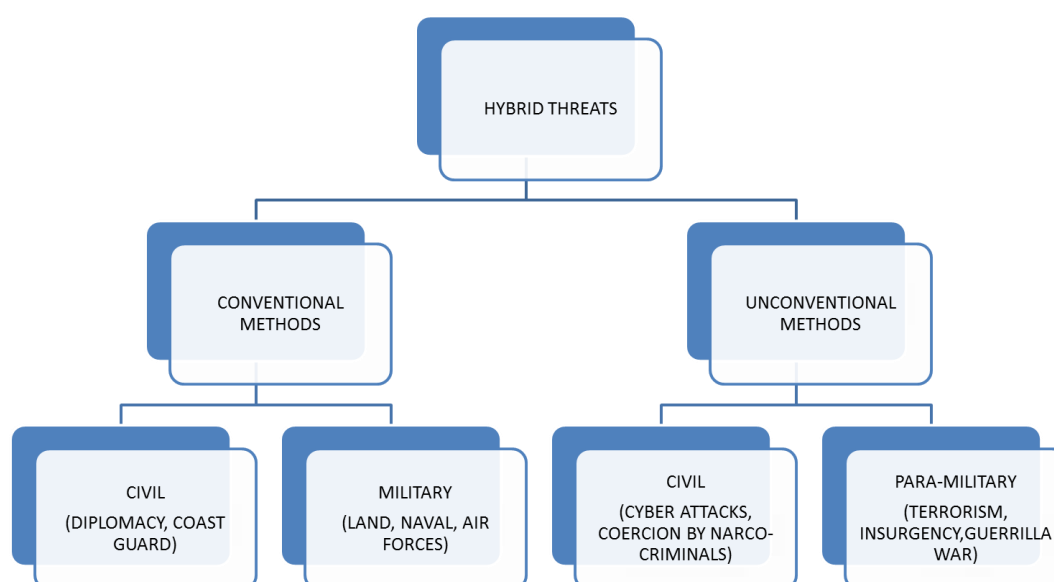 HYBRID THREATS
CONVENTIONAL
METHODS
UNCONVENTIONAL
METHODS
CIVIL
(DIPLOMACY, COAST
GUARD)
MILITARY
(LAND, NAVAL, AIR
FORCES)
CIVIL
(CYBER ATTACKS,
COERCION BY NARCO-
CRIMINALS)
PARA-MILITARY
(TERRORISM,
INSURGENCY,GUERRILLA
WAR)